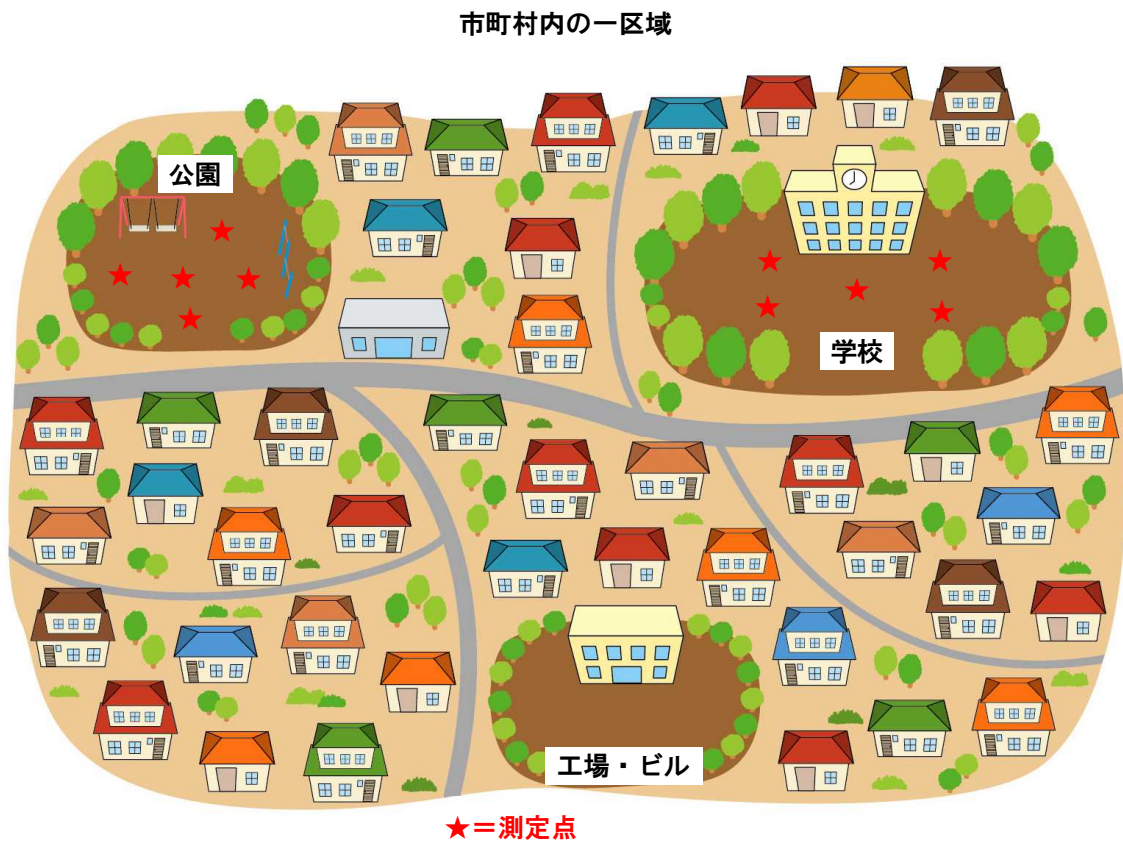 市町村内の一区域
公園
学校
工場・ビル
★＝測定点